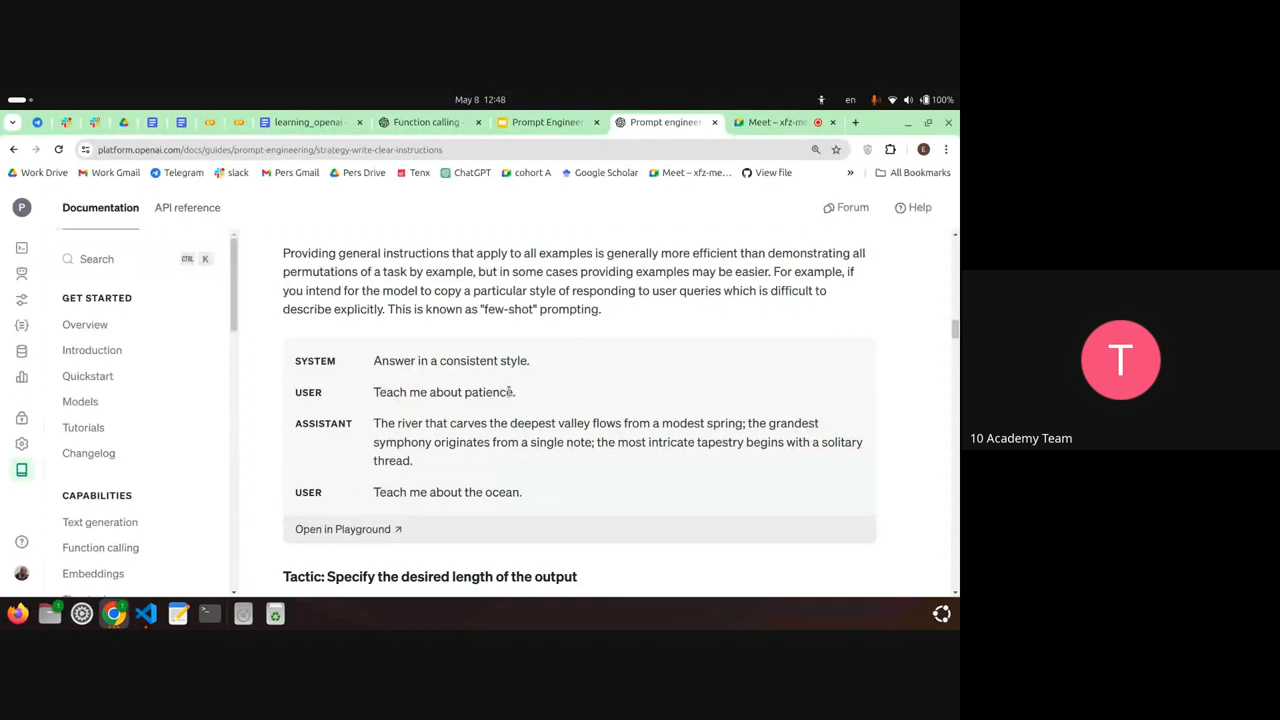 May 8 12:48
en
100%
learning_openai
Function calling
Prompt Enginee
Prompt engineer
Meet – xfz-me
platform.openai.com/docs/guides/prompt-engineering/strategy-write-clear-instructions
E
Work Drive
Work Gmail
Telegram
slack
Pers Gmail
Pers Drive
Tenx
ChatGPT
cohort A
Google Scholar
Meet – xfz-me...
View file
»
All Bookmarks
P
Documentation
API reference
Forum
Help
Search
CTRL
K
GET STARTED
Overview
Introduction
Quickstart
Models
Tutorials
Changelog
CAPABILITIES
Text generation
Function calling
Embeddings
Providing general instructions that apply to all examples is generally more efficient than demonstrating all
permutations of a task by example, but in some cases providing examples may be easier. For example, if
you intend for the model to copy a particular style of responding to user queries which is difficult to
describe explicitly. This is known as "few-shot" prompting.
SYSTEM Answer in a consistent style.
USER Teach me about patience.
ASSISTANT The river that carves the deepest valley flows from a modest spring; the grandest
symphony originates from a single note; the most intricate tapestry begins with a solitary
thread.
USER Teach me about the ocean.
Open in Playground ↗
Tactic: Specify the desired length of the output
1
1
T
10 Academy Team